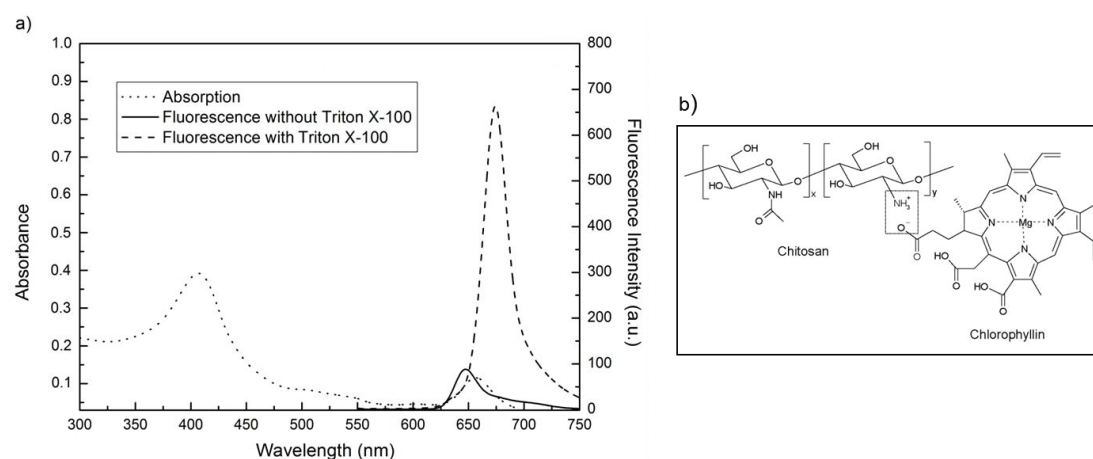 a)
1.0
0.9
0.8
0.7
0.6
0.5
0.4
0.3
0.2
0.1
Absorbance
Absorption
Fluorescence without Triton X-100
Fluorescence with Triton X-100
800
700
600
500
400
300
200
100
0
Fluorescence Intensity (a.u.)
300 350 400 450 500 550 600 650 700 750
Wavelength (nm)
b)
OH OH
O O O O
HO HO
NH x NH₃⁺ y
O O⁻
O
N
N Mg N
N
HO
O
HO
O
Chitosan
Chlorophyllin